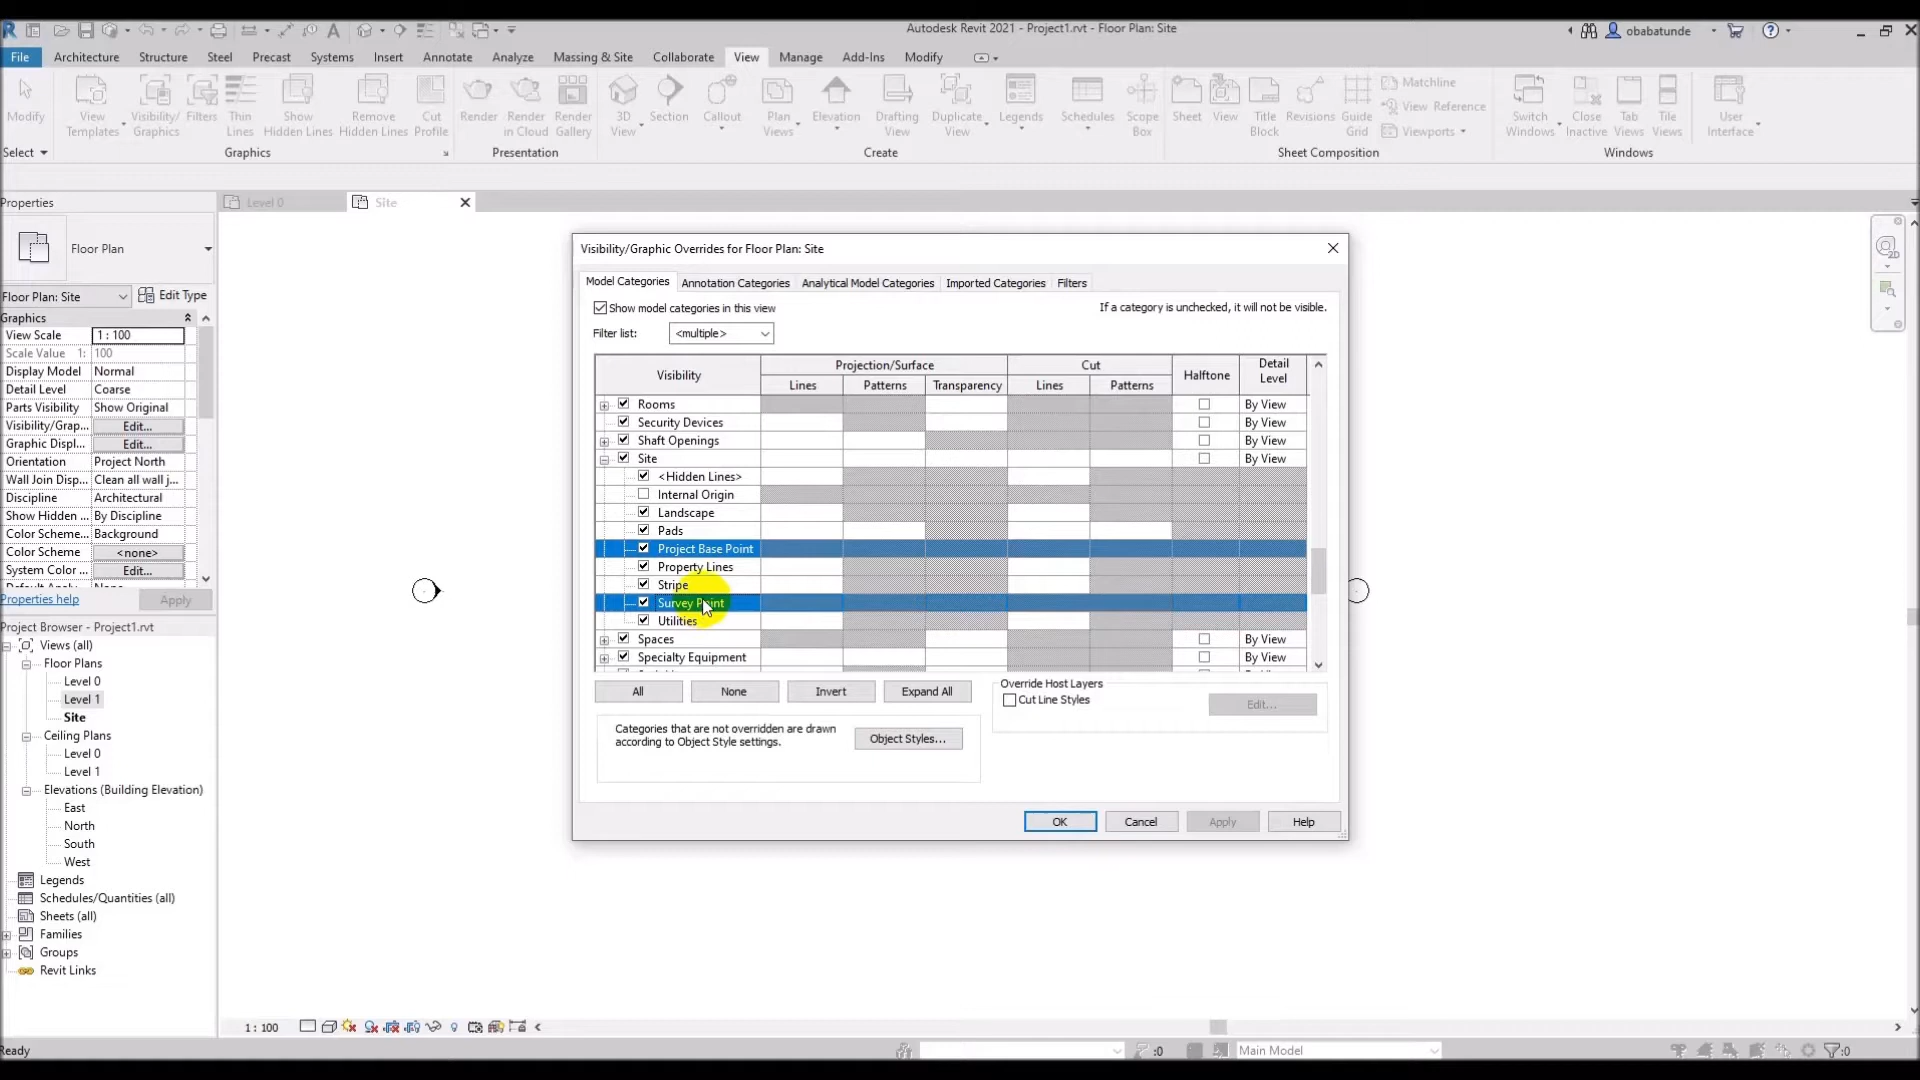 Autodesk Revit 2021 - Project1.rvt - Floor Plan: Site
obabatunde
File Architecture Structure Steel Precast Systems Insert Annotate Analyze Massing & Site Collaborate View Manage Add-Ins Modify
Modify
View Templates
Visibility/ Graphics
Filters
Thin Lines
Show Hidden Lines
Remove Hidden Lines
Cut Profile
Render
Render in Cloud
Render Gallery
3D View
Section
Callout
Plan Views
Elevation
Drafting View
Duplicate View
Legends
Schedules
Scope Box
Sheet
View
Title Block
Revisions
Guide Grid
Matchline
View Reference
Viewports
Switch Windows
Close Inactive
Tab Views
Tile Views
User Interface
Select Graphics Presentation Create Sheet Composition Windows
Properties
Level 0
Site
Floor Plan
Floor Plan: Site Edit Type
Graphics
View Scale 1 : 100
Scale Value 1: 100
Display Model Normal
Detail Level Coarse
Parts Visibility Show Original
Visibility/Grap... Edit...
Graphic Displ... Edit...
Orientation Project North
Wall Join Disp... Clean all wall j...
Discipline Architectural
Show Hidden ... By Discipline
Color Scheme... Background
Color Scheme <none>
System Color ... Edit...
Properties help Apply
Project Browser - Project1.rvt
Views (all)
Floor Plans
Level 0
Level 1
Site
Ceiling Plans
Level 0
Level 1
Elevations (Building Elevation)
East
North
South
West
Legends
Schedules/Quantities (all)
Sheets (all)
Families
Groups
Revit Links
Visibility/Graphic Overrides for Floor Plan: Site
Model Categories Annotation Categories Analytical Model Categories Imported Categories Filters
Show model categories in this view
If a category is unchecked, it will not be visible.
Filter list: <multiple>
Visibility Projection/Surface Cut Halftone Detail Level
Lines Patterns Transparency Lines Patterns
Rooms By View
Security Devices By View
Shaft Openings By View
Site By View
<Hidden Lines>
Internal Origin
Landscape
Pads
Project Base Point
Property Lines
Stripe
Survey Point
Utilities
Spaces By View
Specialty Equipment By View
All None Invert Expand All
Override Host Layers
Cut Line Styles Edit...
Categories that are not overridden are drawn
according to Object Style settings.
Object Styles...
OK Cancel Apply Help
1 : 100
Ready
:0
Main Model
:0